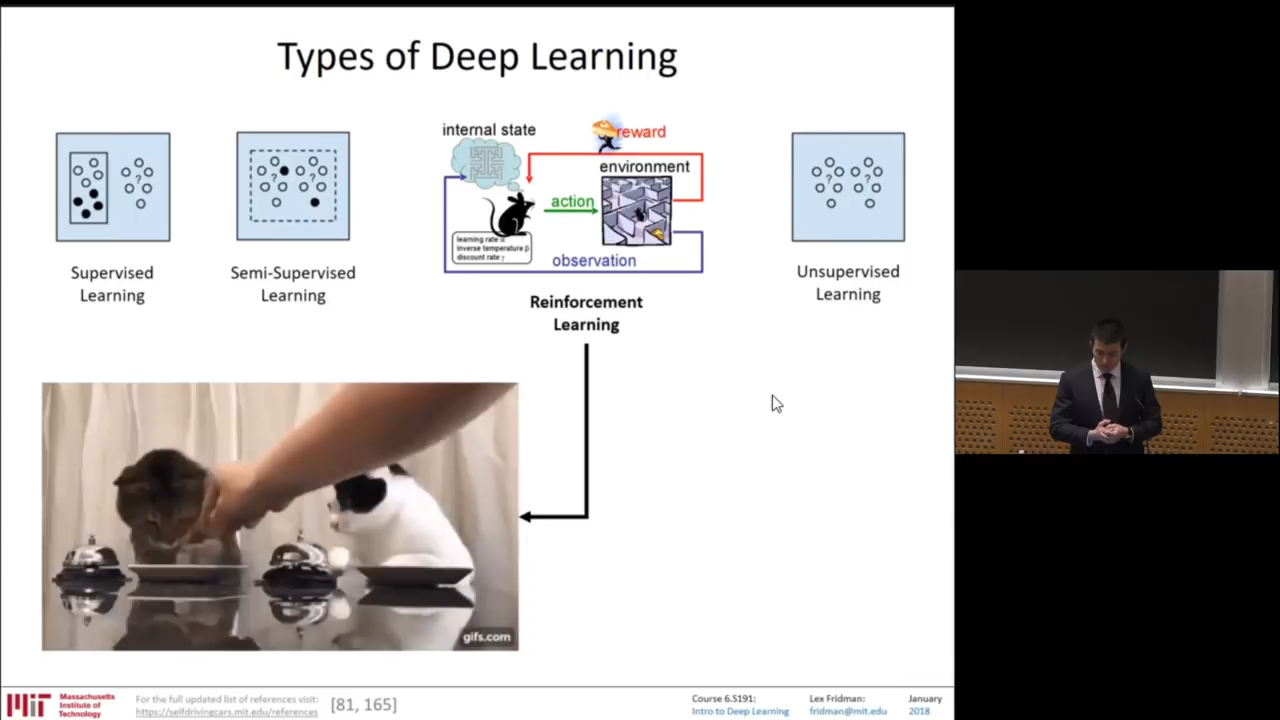 Types of Deep Learning
Supervised
Learning
Semi-Supervised
Learning
internal state
reward
environment
action
learning rate α
inverse temperature β
discount rate γ
observation
Reinforcement
Learning
Unsupervised
Learning
?
?
?
?
?
gifs.com
MIT
Massachusetts
Institute of
Technology
For the full updated list of references visit:
https://selfdrivingcars.mit.edu/references
[81, 165]
Course 6.S191:
Intro to Deep Learning
Lex Fridman:
fridman@mit.edu
January
2018